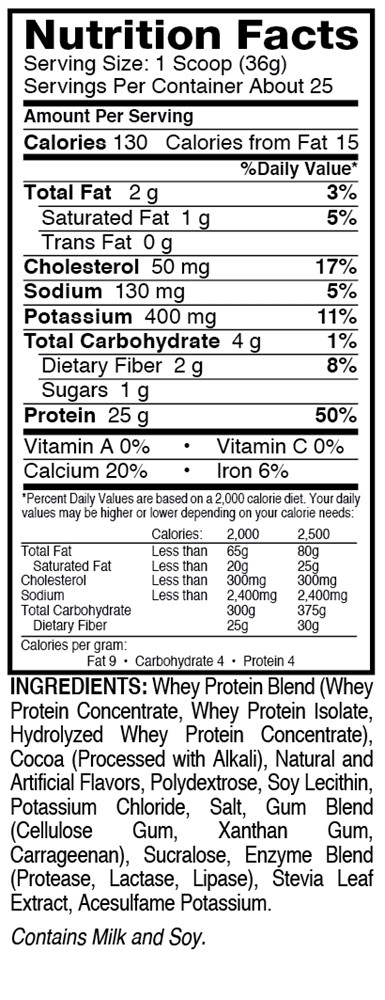 Nutrition Facts
Serving Size: 1 Scoop (36g)
Servings Per Container About 25
Amount Per Serving
Calories 130 Calories from Fat 15
%Daily Value*
Total Fat 2 g 3%
Saturated Fat 1 g 5%
Trans Fat 0 g
Cholesterol 50 mg 17%
Sodium 130 mg 5%
Potassium 400 mg 11%
Total Carbohydrate 4 g 1%
Dietary Fiber 2 g 8%
Sugars 1 g
Protein 25 g 50%
Vitamin A 0% • Vitamin C 0%
Calcium 20% • Iron 6%
*Percent Daily Values are based on a 2,000 calorie diet. Your daily
values may be higher or lower depending on your calorie needs:
Calories: 2,000 2,500
Total Fat Less than 65g 80g
Saturated Fat Less than 20g 25g
Cholesterol Less than 300mg 300mg
Sodium Less than 2,400mg 2,400mg
Total Carbohydrate 300g 375g
Dietary Fiber 25g 30g
Calories per gram:
Fat 9 • Carbohydrate 4 • Protein 4
INGREDIENTS: Whey Protein Blend (Whey
Protein Concentrate, Whey Protein Isolate,
Hydrolyzed Whey Protein Concentrate),
Cocoa (Processed with Alkali), Natural and
Artificial Flavors, Polydextrose, Soy Lecithin,
Potassium Chloride, Salt, Gum Blend
(Cellulose Gum, Xanthan Gum,
Carrageenan), Sucralose, Enzyme Blend
(Protease, Lactase, Lipase), Stevia Leaf
Extract, Acesulfame Potassium.
Contains Milk and Soy.